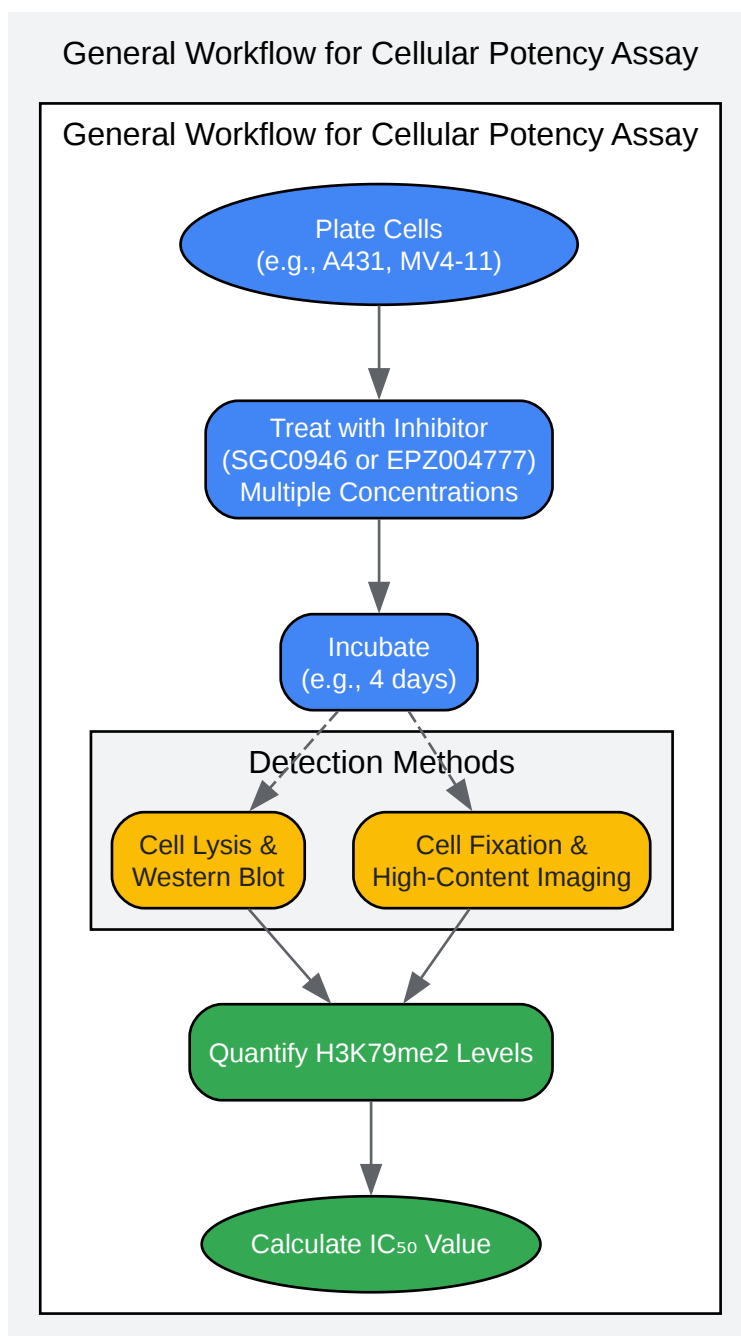 General Workflow for Cellular Potency Assay
General Workflow for Cellular Potency Assay
Plate Cells
(e.g., A431, MV4-11)
Treat with Inhibitor
(SGC0946 or EPZ004777)
Multiple Concentrations
Incubate
(e.g., 4 days)
Detection Methods
Cell Lysis &
Western Blot
Cell Fixation &
High-Content Imaging
Quantify H3K79me2 Levels
Calculate IC₅₀ Value